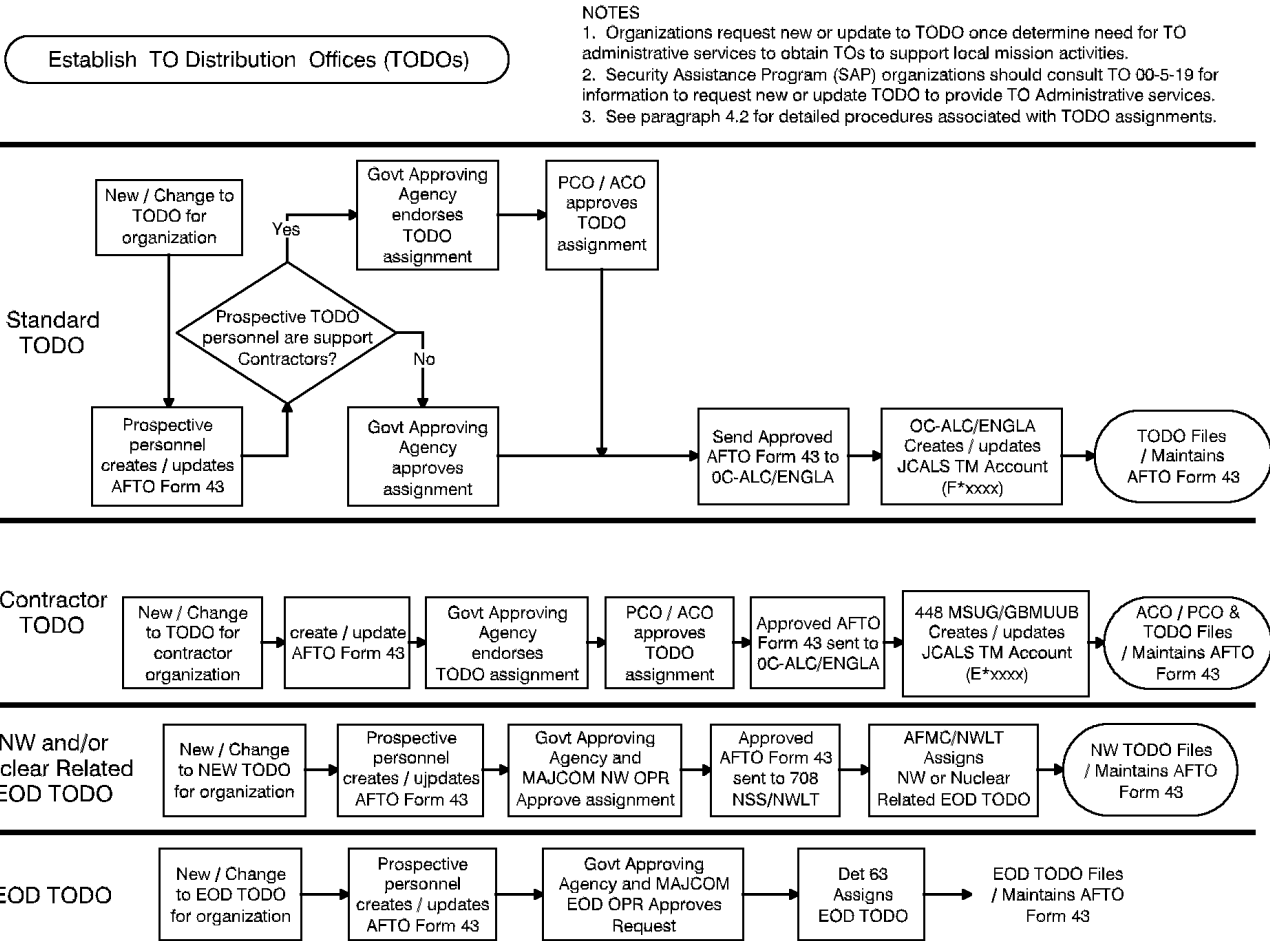 Establish TO Distribution Offices (TODOs)
NOTES
1. Organizations request new or update to TODO once determine need for TO
administrative services to obtain TOs to support local mission activities.
2. Security Assistance Program (SAP) organizations should consult TO 00-5-19 for
information to request new or update TODO to provide TO Administrative services.
3. See paragraph 4.2 for detailed procedures associated with TODO assignments.
Standard
TODO
New / Change to
TODO for
organization
Prospective
personnel
creates / updates
AFTO Form 43
Prospective TODO
personnel are support
Contractors?
Yes
No
Govt Approving
Agency
endorses
TODO
assignment
PCO / ACO
approves
TODO
assignment
Govt Approving
Agency
approves
assignment
Send Approved
AFTO Form 43 to
0C-ALC/ENGLA
OC-ALC/ENGLA
Creates / updates
JCALS TM Account
(F*xxxx)
TODO Files
/ Maintains
AFTO Form 43
Contractor
TODO
New / Change
to TODO for
contractor
organization
create / update
AFTO Form 43
Govt Approving
Agency
endorses
TODO assignment
PCO / ACO
approves
TODO
assignment
Approved AFTO
Form 43 sent to
0C-ALC/ENGLA
448 MSUG/GBMUUB
Creates / updates
JCALS TM Account
(E*xxxx)
ACO / PCO &
TODO Files
/ Maintains AFTO
Form 43
NW and/or
clear Related
EOD TODO
New / Change
to NEW TODO
for organization
Prospective
personnel
creates / ujpdates
AFTO Form 43
Govt Approving
Agency and
MAJCOM NW OPR
Approve assignment
Approved
AFTO Form 43
sent to 708
NSS/NWLT
AFMC/NWLT
Assigns
NW or Nuclear
Related EOD TODO
NW TODO Files
/ Maintains AFTO
Form 43
EOD TODO
New / Change
to EOD TODO
for organization
Prospective
personnel
creates / updates
AFTO Form 43
Govt Approving
Agency and MAJCOM
EOD OPR Approves
Request
Det 63
Assigns
EOD TODO
EOD TODO Files
/ Maintains AFTO
Form 43